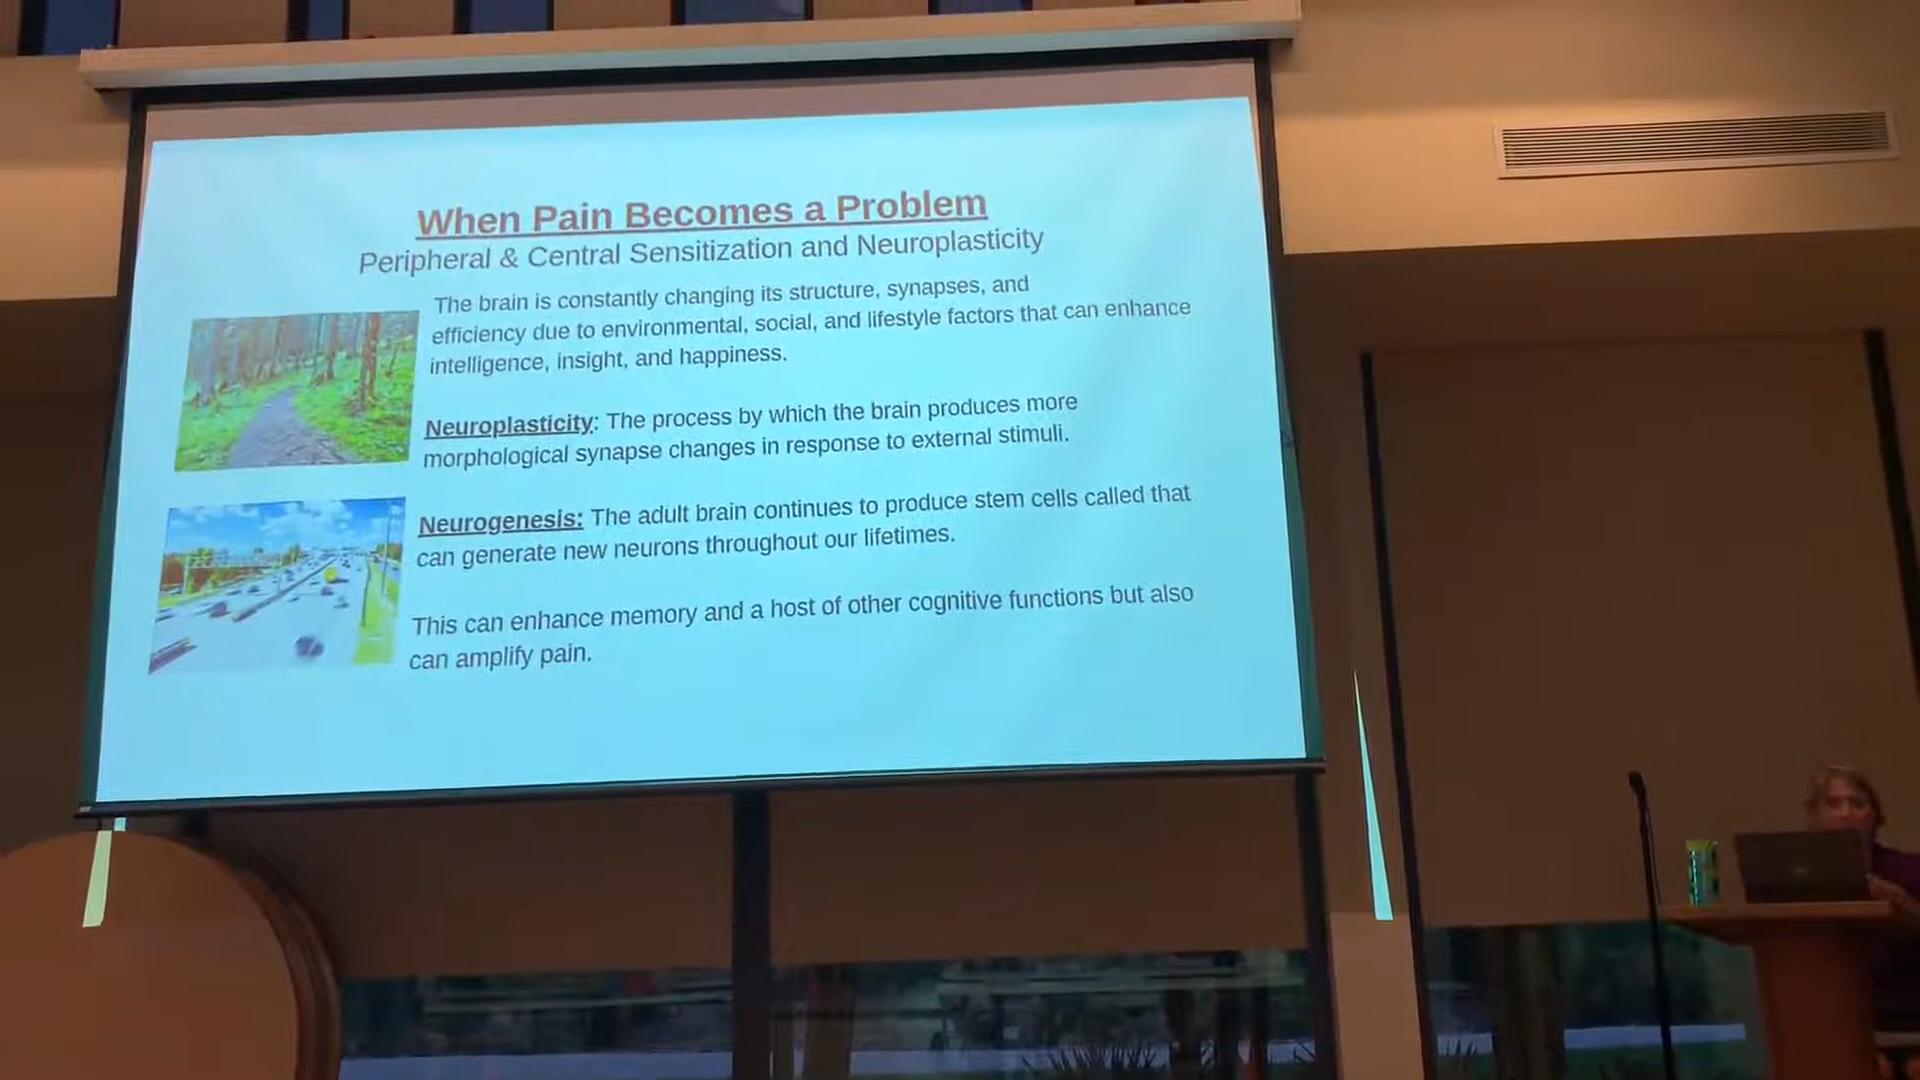 When Pain Becomes a Problem
Peripheral & Central Sensitization and Neuroplasticity
The brain is constantly changing its structure, synapses, and
efficiency due to environmental, social, and lifestyle factors that can enhance
intelligence, insight, and happiness.
Neuroplasticity: The process by which the brain produces more
morphological synapse changes in response to external stimuli.
Neurogenesis: The adult brain continues to produce stem cells called that
can generate new neurons throughout our lifetimes.
This can enhance memory and a host of other cognitive functions but also
can amplify pain.